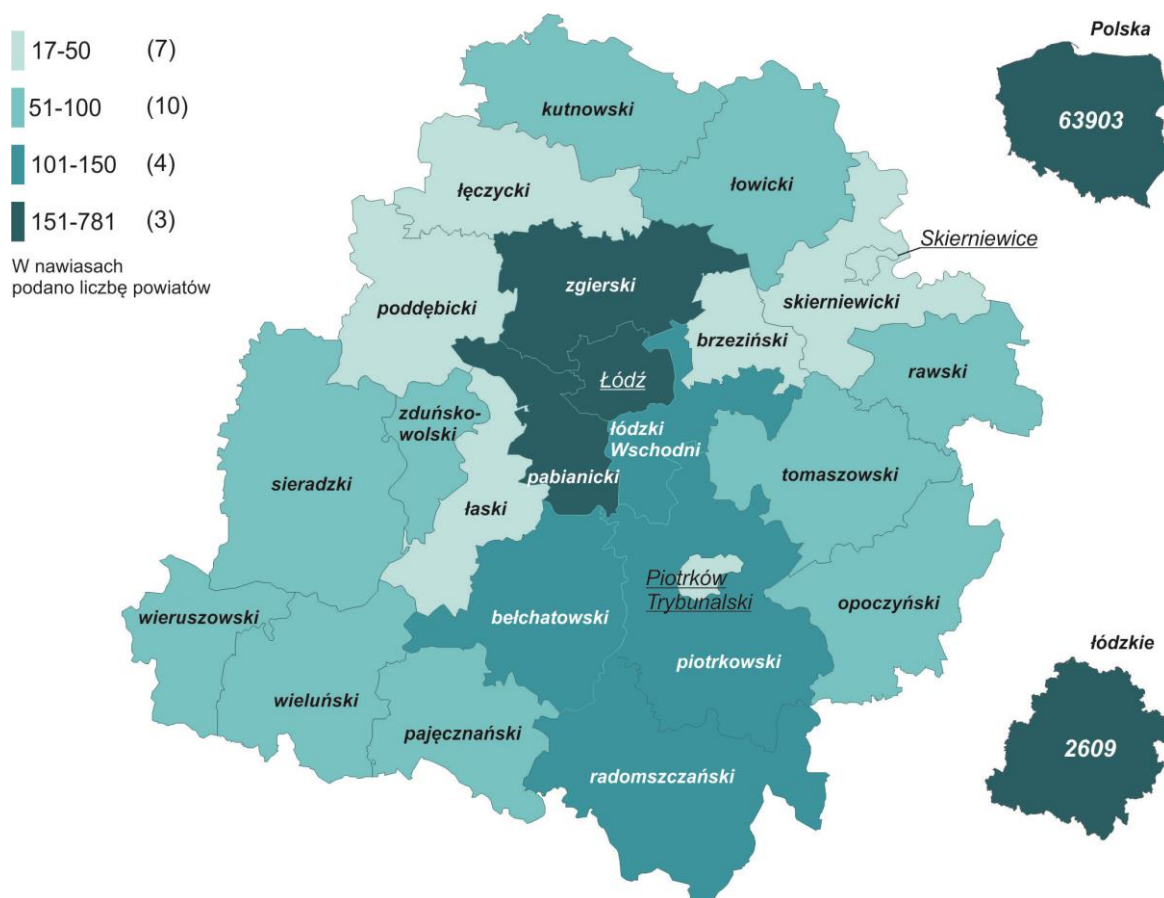 17-50 (7)
51-100 (10)
101-150 (4)
151-781 (3)
W nawiasach
podano liczbę powiatów
Polska
63903
kutnowski
łęczycki
łowicki
Skierniewice
zgierski
poddębicki
skierniewicki
brzeziński
rawski
Łódź
zduńsko-
wolski
łódzki
Wschodni
sieradzki
pabianicki
tomaszowski
łaski
Piotrków
Trybunalski
opoczyński
wieruszowski
bełchatowski
piotrkowski
wieluński
pajęcznański
radomszczański
łódzkie
2609